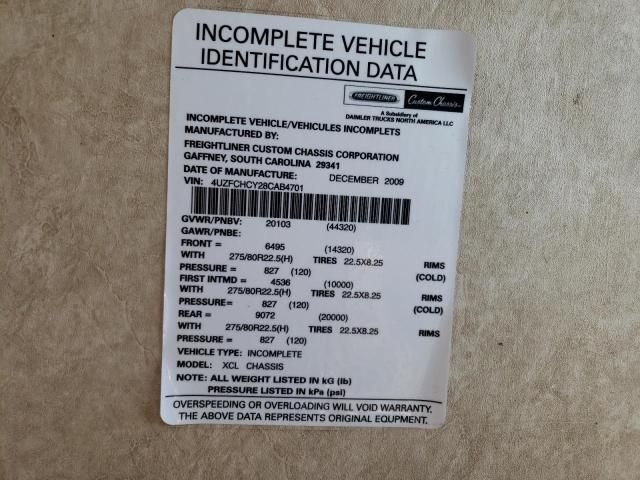 INCOMPLETE VEHICLE
IDENTIFICATION DATA
FREIGHTLINER Custom Chassis
A Subsidiary of
DAIMLER TRUCKS NORTH AMERICA LLC
INCOMPLETE VEHICLE/VEHICULES INCOMPLETS
MANUFACTURED BY:
FREIGHTLINER CUSTOM CHASSIS CORPORATION
GAFFNEY, SOUTH CAROLINA 29341
DATE OF MANUFACTURE: DECEMBER 2009
VIN: 4UZFCHCY28CAB4701
GVWR/PNBV: 20103 (44320)
GAWR/PNBE:
FRONT = 6495 (14320)
WITH 275/80R22.5(H) TIRES 22.5X8.25 RIMS
PRESSURE = 827 (120) (COLD)
FIRST INTMD = 4536 (10000)
WITH 275/80R22.5(H) TIRES 22.5X8.25 RIMS
PRESSURE= 827 (120) (COLD)
REAR = 9072 (20000)
WITH 275/80R22.5(H) TIRES 22.5X8.25 RIMS
PRESSURE = 827 (120)
VEHICLE TYPE: INCOMPLETE
MODEL: XCL CHASSIS
NOTE: ALL WEIGHT LISTED IN kG (lb)
PRESSURE LISTED IN kPa (psi)
OVERSPEEDING OR OVERLOADING WILL VOID WARRANTY.
THE ABOVE DATA REPRESENTS ORIGINAL EQUPMENT.